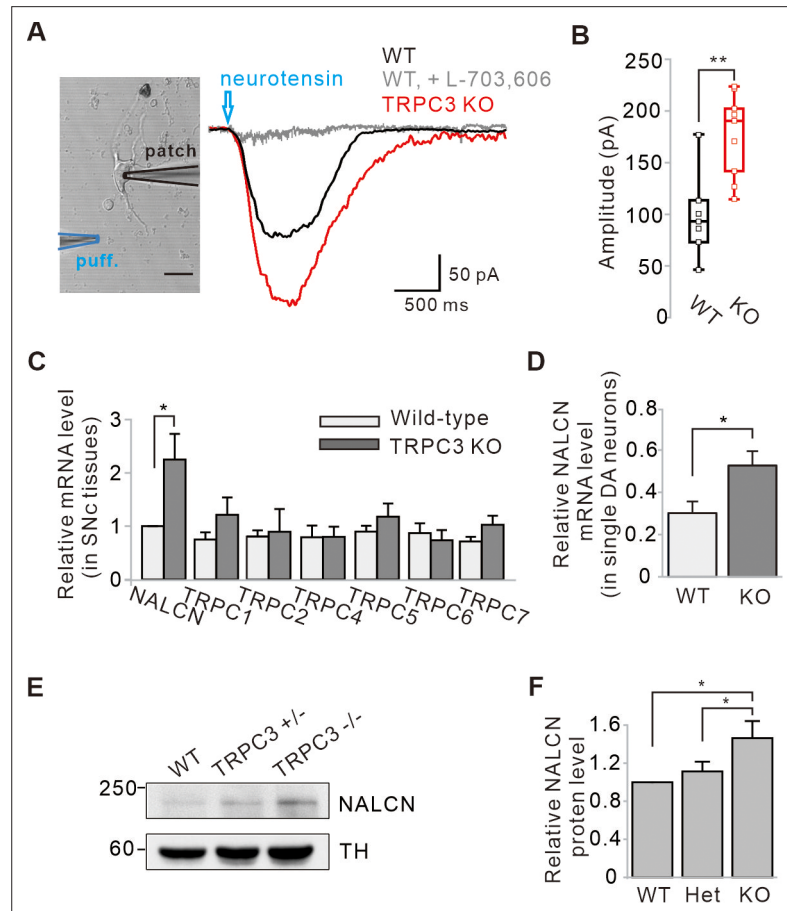 A
WT
WT, + L-703,606
TRPC3 KO
neurotensin
patch
puff.
50 pA
500 ms
B
**
Amplitude (pA)
250
200
150
100
50
0
WT
KO
C
Relative mRNA level
(in SNc tissues)
3
2
1
0
*
Wild-type
TRPC3 KO
NALCN
TRPC1
TRPC2
TRPC4
TRPC5
TRPC6
TRPC7
D
Relative NALCN
mRNA level
(in single DA neurons)
0.8
0.6
0.4
0.2
0
*
WT
KO
E
WT
TRPC3 +/-
TRPC3 -/-
250
NALCN
60
TH
F
Relative NALCN
proten level
1.6
1.2
0.8
0.4
0
*
*
WT
Het
KO